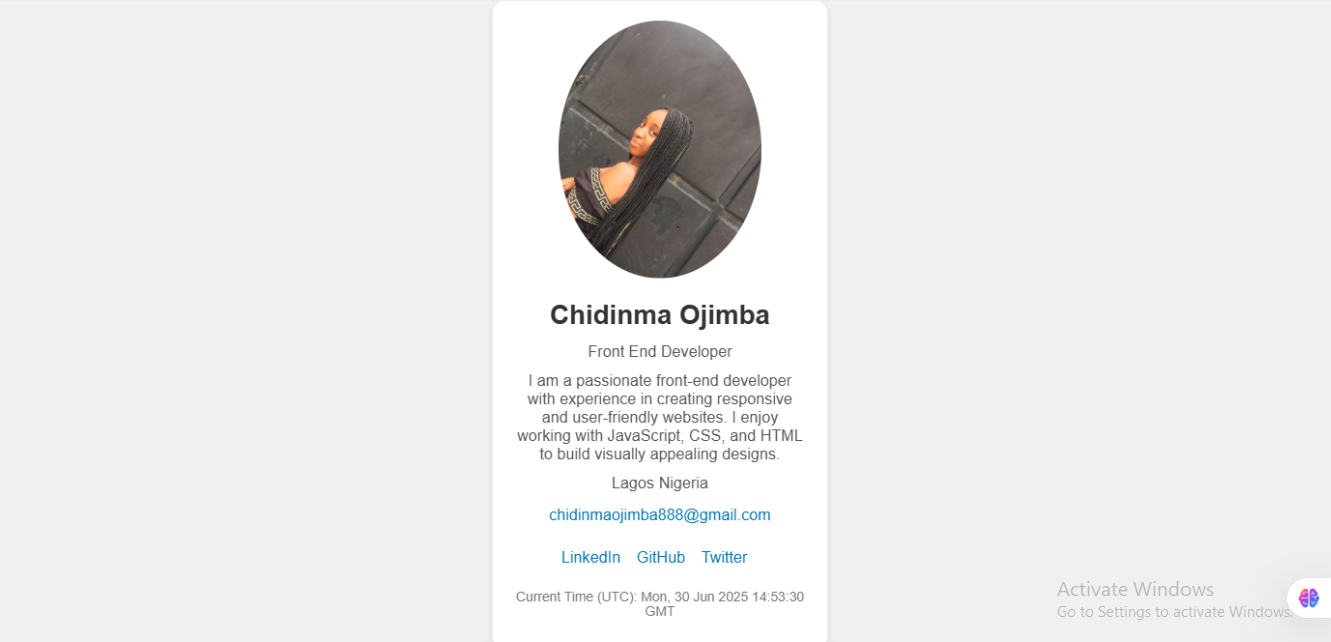 Chidinma Ojimba
Front End Developer
I am a passionate front-end developer
with experience in creating responsive
and user-friendly websites. I enjoy
working with JavaScript, CSS, and HTML
to build visually appealing designs.
Lagos Nigeria
chidinmaojimba888@gmail.com
LinkedIn GitHub Twitter
Current Time (UTC): Mon, 30 Jun 2025 14:53:30
GMT
Activate Windows
Go to Settings to activate Windows.